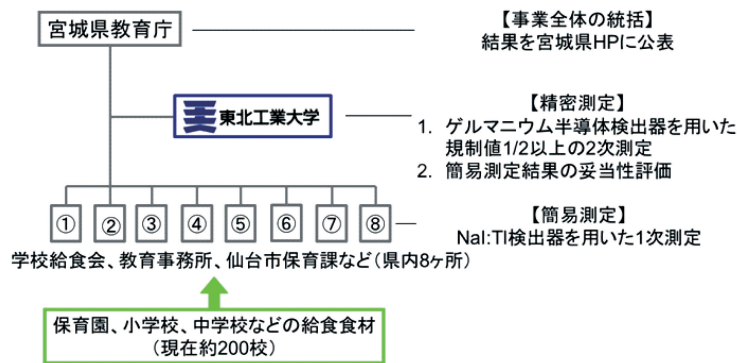 宮城県教育庁
【事業全体の統括】
結果を宮城県HPに公表
東北工業大学
【精密測定】
1. ゲルマニウム半導体検出器を用いた
規制値1/2以上の2次測定
2. 簡易測定結果の妥当性評価
① ② ③ ④ ⑤ ⑥ ⑦ ⑧
【簡易測定】
NaI:Tl検出器を用いた1次測定
学校給食会、教育事務所、仙台市保育課など（県内8ヶ所）
保育園、小学校、中学校などの給食食材
（現在約200校）